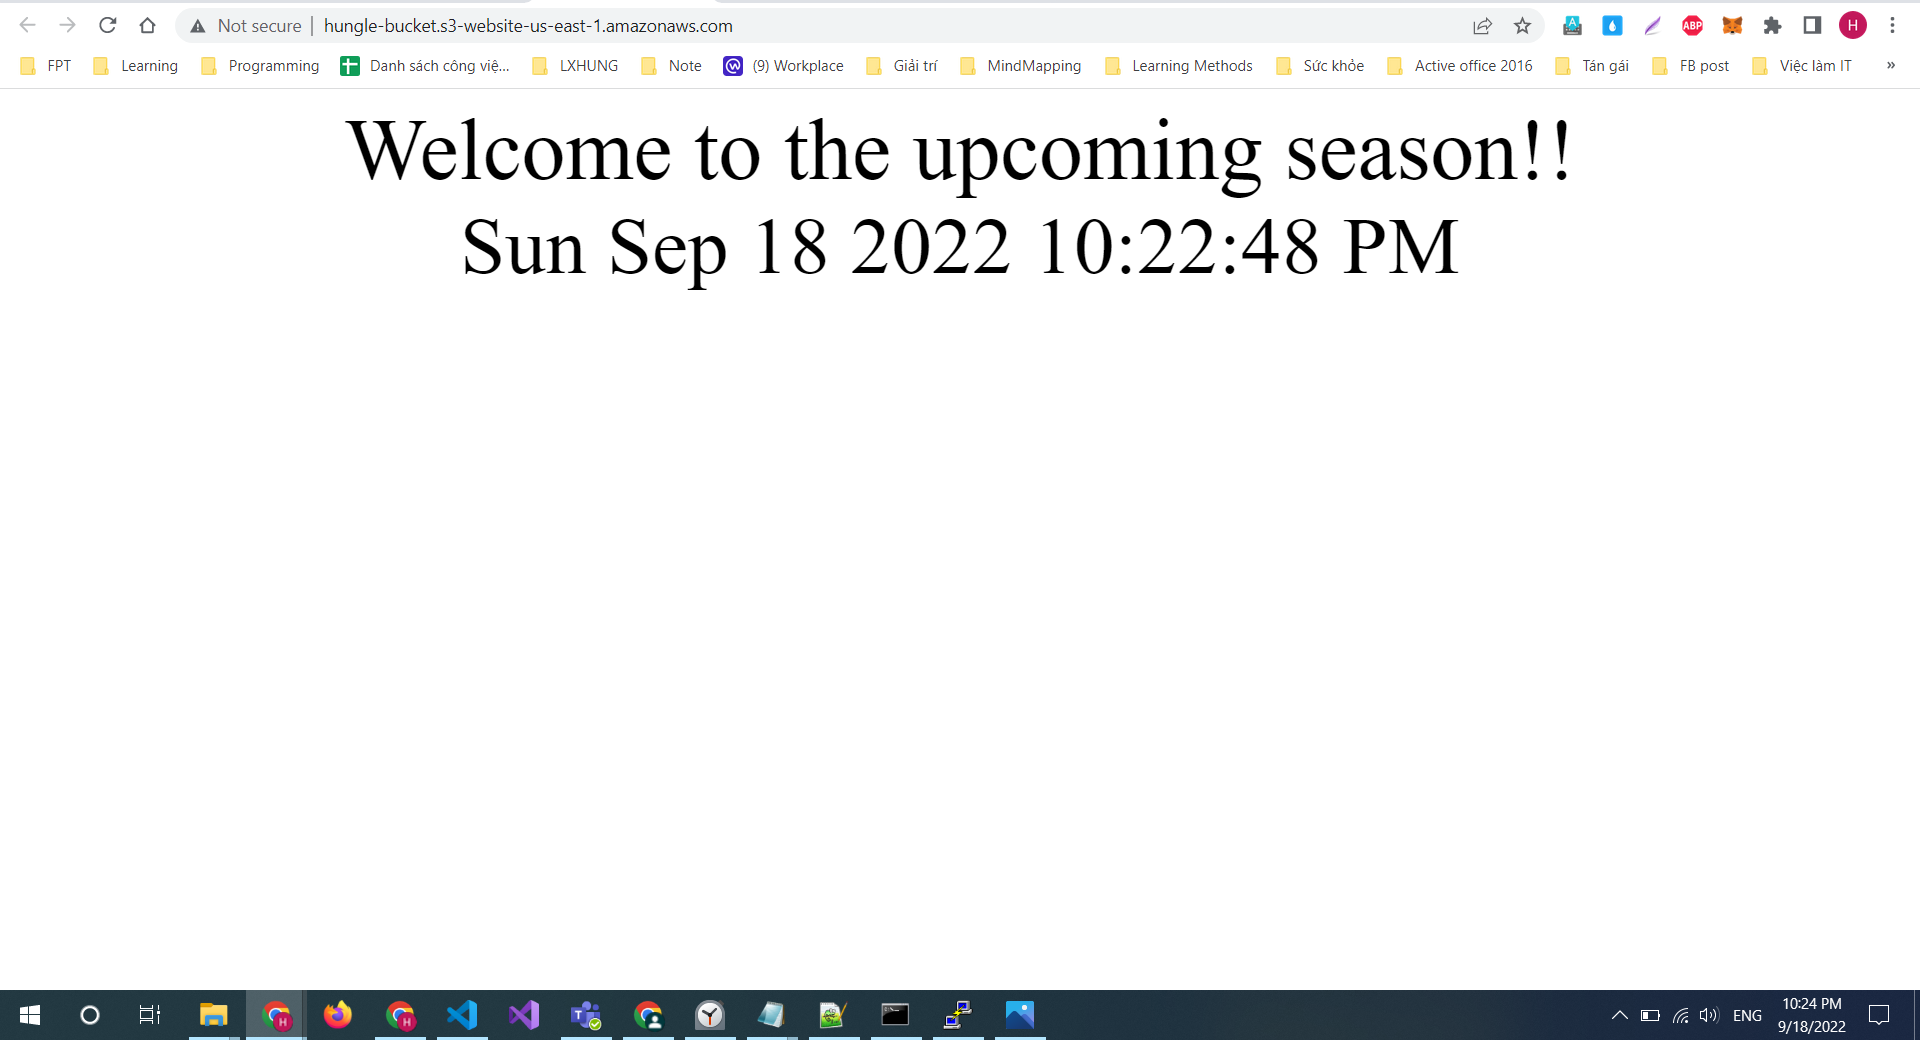 Not secure | hungle-bucket.s3-website-us-east-1.amazonaws.com
A ABP H
FPT Learning Programming Danh sách công việ... LXHUNG Note (9) Workplace Giải trí MindMapping Learning Methods Sức khỏe Active office 2016 Tán gái FB post Việc làm IT »
Welcome to the upcoming season!!
Sun Sep 18 2022 10:22:48 PM
ENG 10:24 PM
9/18/2022